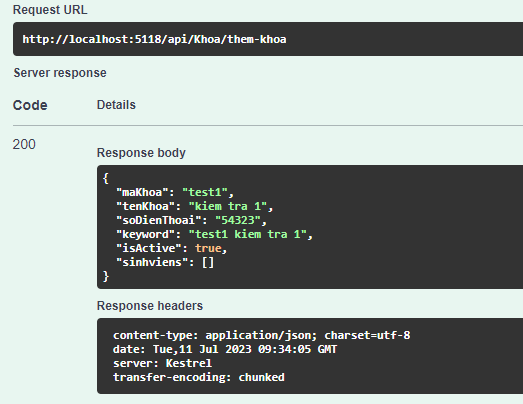 Request URL
http://localhost:5118/api/Khoa/them-khoa
Server response
Code Details
200
Response body
{
"maKhoa": "test1",
"tenKhoa": "kiem tra 1",
"soDienThoai": "54323",
"keyword": "test1 kiem tra 1",
"isActive": true,
"sinhviens": []
}
Response headers
content-type: application/json; charset=utf-8
date: Tue,11 Jul 2023 09:34:05 GMT
server: Kestrel
transfer-encoding: chunked